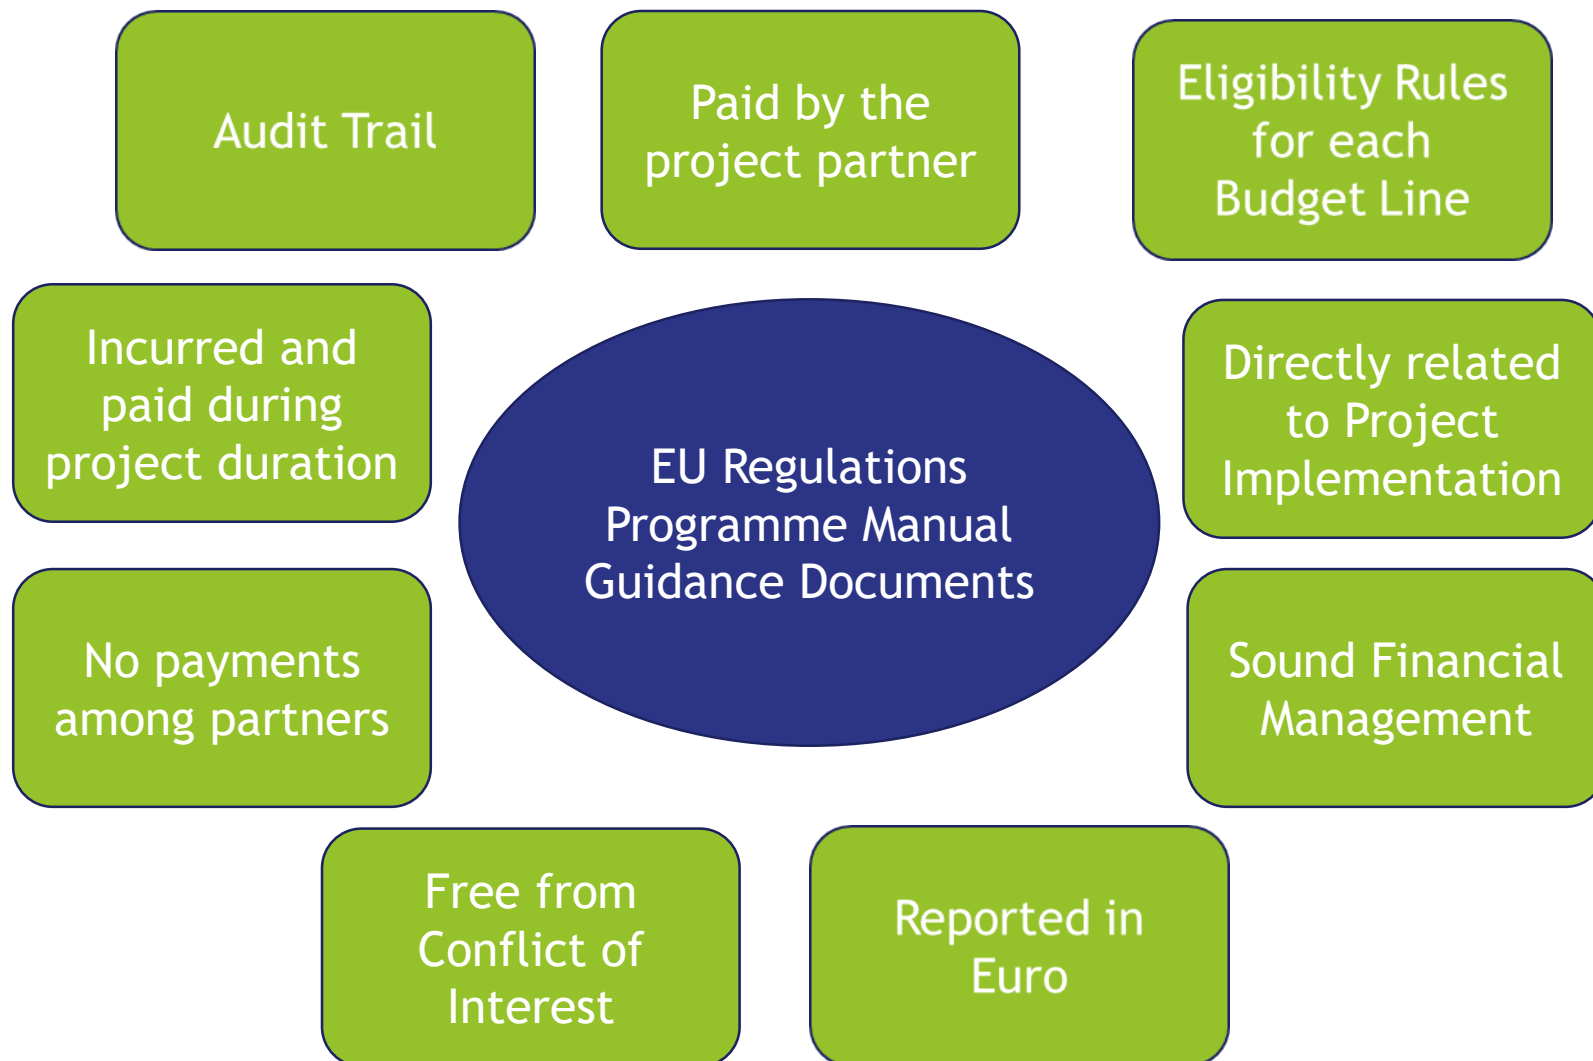 Audit Trail
Paid by the
project partner
Eligibility Rules
for each
Budget Line
Incurred and
paid during
project duration
EU Regulations
Programme Manual
Guidance Documents
Directly related
to Project
Implementation
No payments
among partners
Sound Financial
Management
Free from
Conflict of
Interest
Reported in
Euro